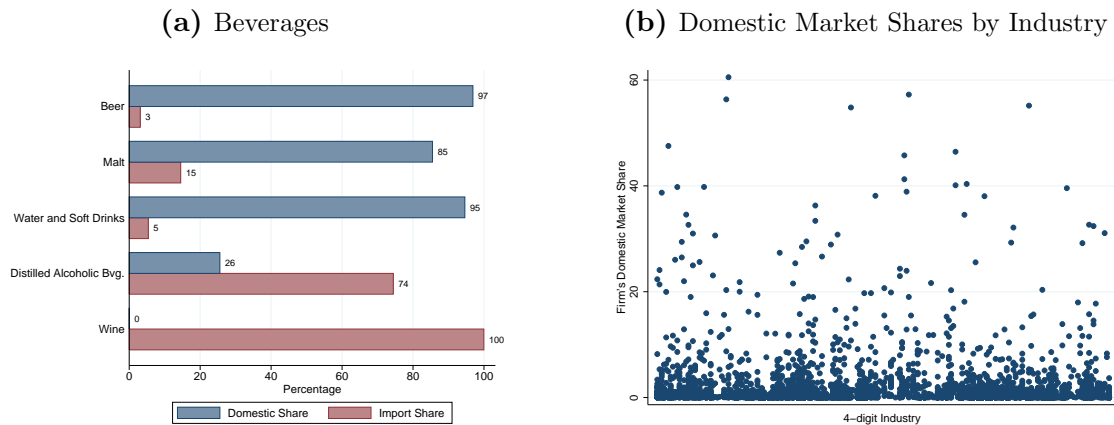 (a) Beverages
Beer
97
3
Malt
85
15
Water and Soft Drinks
95
5
Distilled Alcoholic Bvg.
26
74
Wine
0
100
0 20 40 60 80 100
Percentage
Domestic Share Import Share
(b) Domestic Market Shares by Industry
Firm's Domestic Market Share
60
40
20
0
4−digit Industry